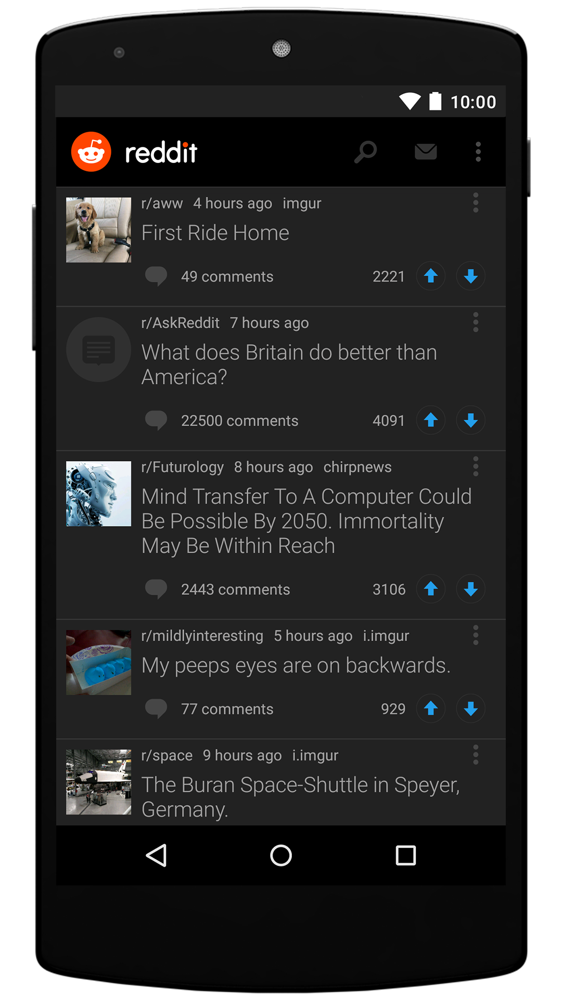 10:00
reddit
r/aww 4 hours ago imgur
First Ride Home
49 comments 2221
r/AskReddit 7 hours ago
What does Britain do better than
America?
22500 comments 4091
r/Futurology 8 hours ago chirpnews
Mind Transfer To A Computer Could
Be Possible By 2050. Immortality
May Be Within Reach
2443 comments 3106
r/mildlyinteresting 5 hours ago i.imgur
My peeps eyes are on backwards.
77 comments 929
r/space 9 hours ago i.imgur
The Buran Space-Shuttle in Speyer,
Germany.